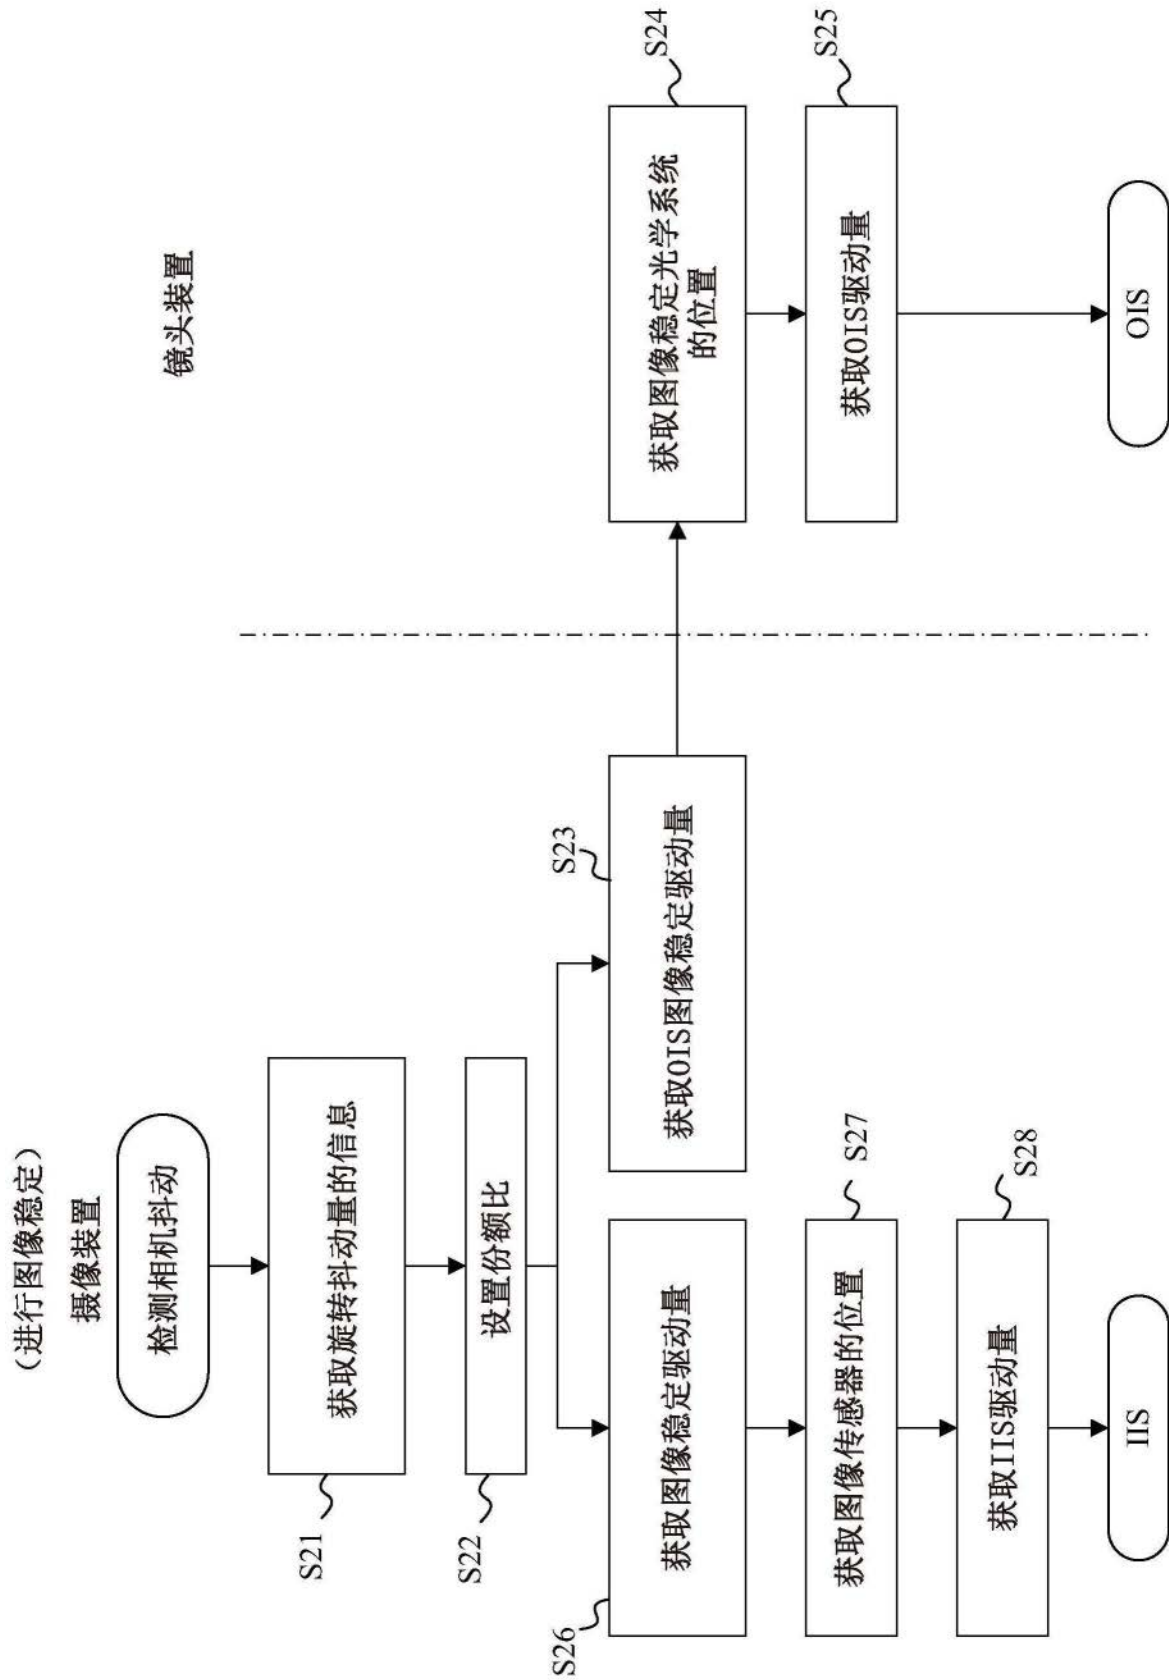 (进行图像稳定)
摄像装置
镜头装置
检测相机抖动
获取旋转抖动量的信息
S21
设置份额比
S22
获取OIS图像稳定驱动量
S23
获取图像稳定光学系统
的位置
S24
获取OIS驱动量
S25
OIS
获取图像稳定驱动量
S26
获取图像传感器的位置
S27
获取IIS驱动量
S28
IIS